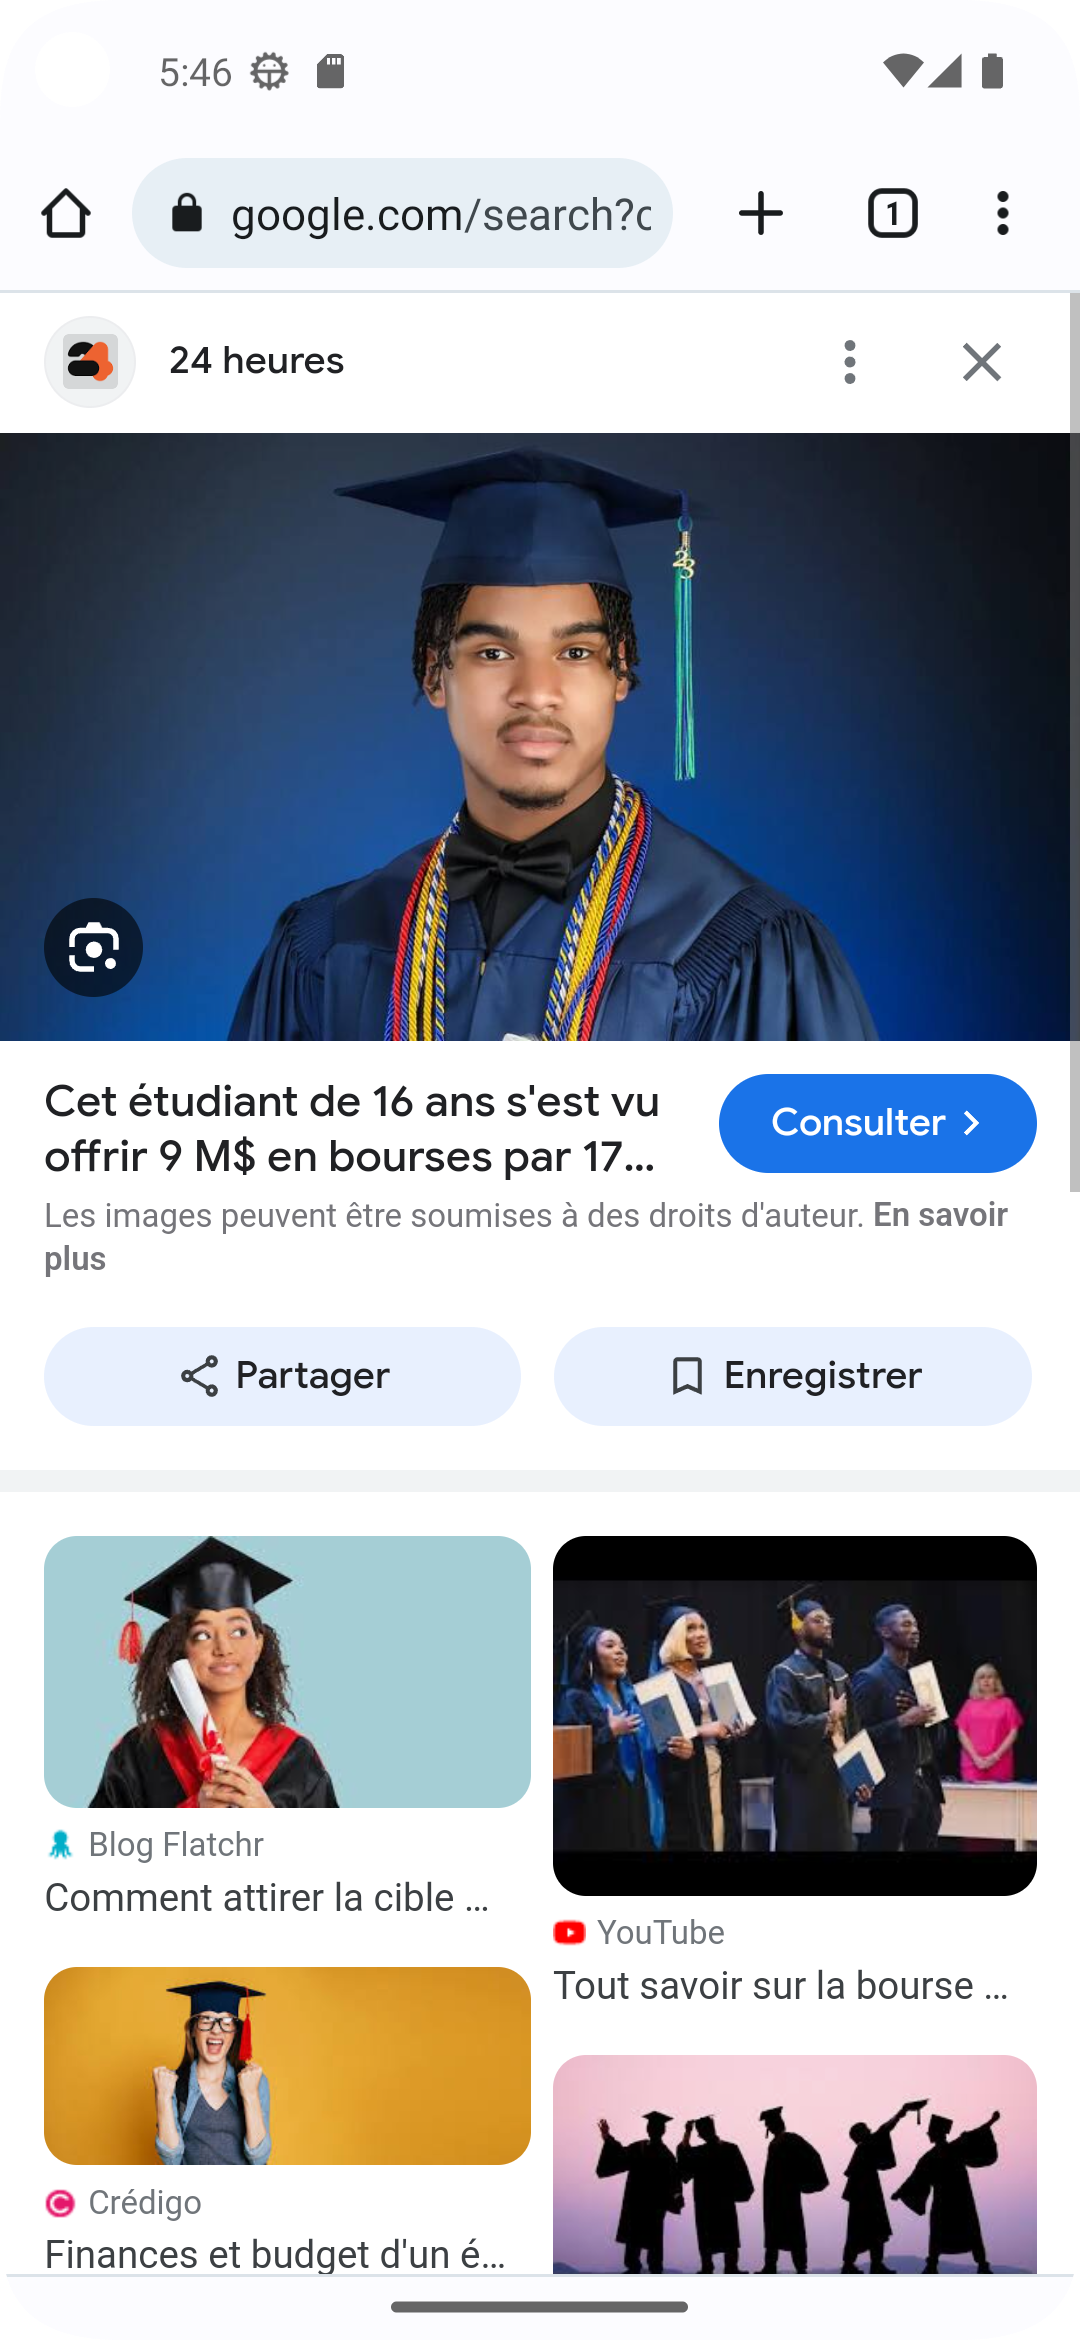 5:46
google.com/search?c
1
24 heures
23
Cet étudiant de 16 ans s'est vu
offrir 9 M$ en bourses par 17...
Consulter
Les images peuvent être soumises à des droits d'auteur. En savoir
plus
Partager
Enregistrer
Blog Flatchr
Comment attirer la cible ...
YouTube
Tout savoir sur la bourse ...
Crédigo
Finances et budget d'un é...